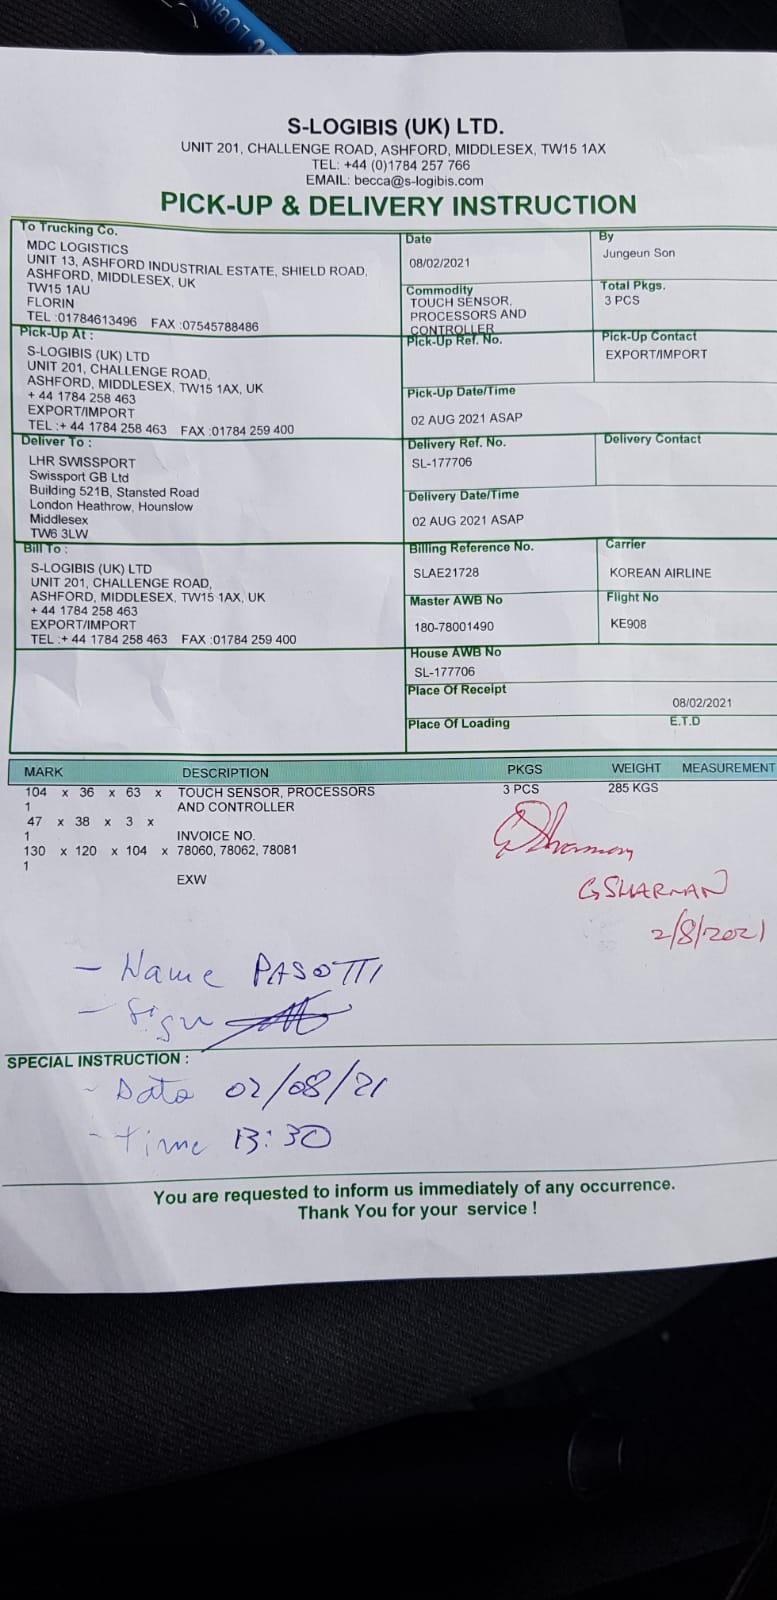 S-LOGIBIS (UK) LTD.
UNIT 201, CHALLENGE ROAD, ASHFORD, MIDDLESEX, TW15 1AX
TEL: +44 (0)1784 257 766
EMAIL: becca@s-logibis.com
PICK-UP & DELIVERY INSTRUCTION
To Trucking Co.
MDC LOGISTICS
UNIT 13, ASHFORD INDUSTRIAL ESTATE, SHIELD ROAD,
ASHFORD, MIDDLESEX, UK
TW15 1AU
FLORIN
TEL :01784613496 FAX :07545788486
Date
08/02/2021
By
Jungeun Son
Commodity
TOUCH SENSOR,
PROCESSORS AND
CONTROLLER
Total Pkgs.
3 PCS
Pick-Up At :
S-LOGIBIS (UK) LTD
UNIT 201, CHALLENGE ROAD,
ASHFORD, MIDDLESEX, TW15 1AX, UK
+ 44 1784 258 463
EXPORT/IMPORT
TEL :+ 44 1784 258 463 FAX :01784 259 400
Pick-Up Ref. No.
Pick-Up Contact
EXPORT/IMPORT
Pick-Up Date/Time
02 AUG 2021 ASAP
Deliver To :
LHR SWISSPORT
Swissport GB Ltd
Building 521B, Stansted Road
London Heathrow, Hounslow
Middlesex
TW6 3LW
Delivery Ref. No.
SL-177706
Delivery Contact
Delivery Date/Time
02 AUG 2021 ASAP
Bill To :
S-LOGIBIS (UK) LTD
UNIT 201, CHALLENGE ROAD,
ASHFORD, MIDDLESEX, TW15 1AX, UK
+ 44 1784 258 463
EXPORT/IMPORT
TEL :+ 44 1784 258 463 FAX :01784 259 400
Billing Reference No.
SLAE21728
Carrier
KOREAN AIRLINE
Master AWB No
180-78001490
Flight No
KE908
House AWB No
SL-177706
Place Of Receipt
08/02/2021
Place Of Loading
E.T.D
MARK DESCRIPTION PKGS WEIGHT MEASUREMENT
104 x 36 x 63 x TOUCH SENSOR, PROCESSORS 3 PCS 285 KGS
1 AND CONTROLLER
47 x 38 x 3 x
1 INVOICE NO.
130 x 120 x 104 x 78060, 78062, 78081
1
EXW
G SHARMAN
2/8/2021
- Name PASOTTI
- Sign
SPECIAL INSTRUCTION :
- Data 02/08/21
- Time 13:30
You are requested to inform us immediately of any occurrence.
Thank You for your service !